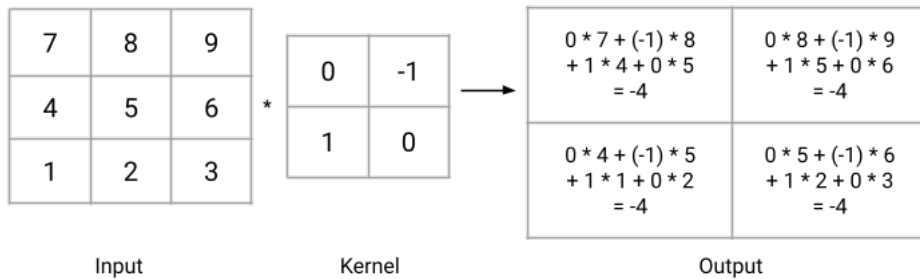 7 8 9
4 5 6
1 2 3
*
0 -1
1 0
0 * 7 + (-1) * 8
+ 1 * 4 + 0 * 5
= -4
0 * 8 + (-1) * 9
+ 1 * 5 + 0 * 6
= -4
0 * 4 + (-1) * 5
+ 1 * 1 + 0 * 2
= -4
0 * 5 + (-1) * 6
+ 1 * 2 + 0 * 3
= -4
Input
Kernel
Output